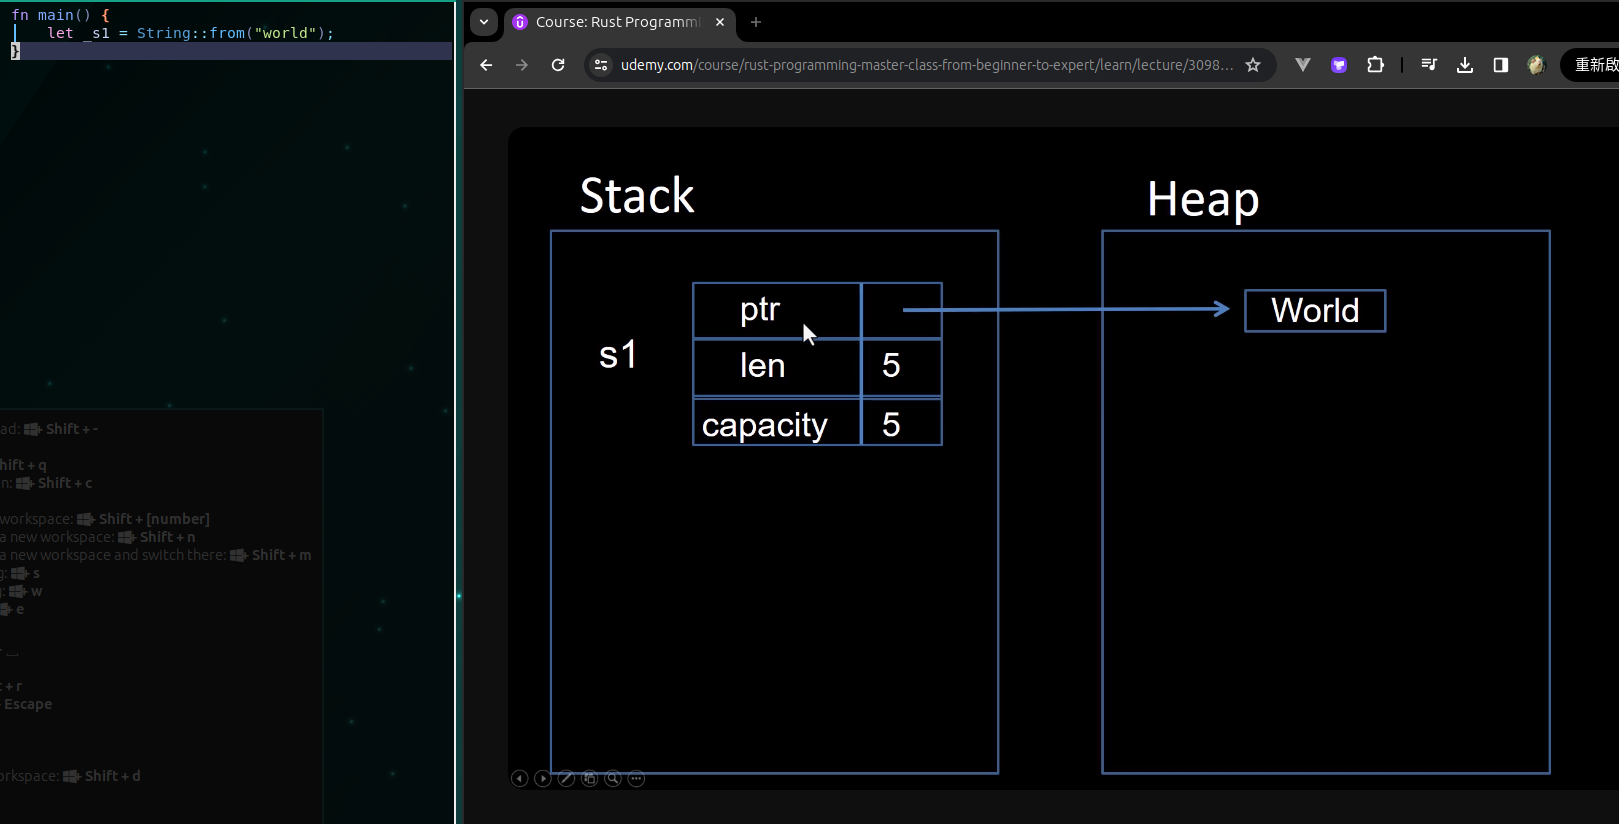 fn main() {
    let _s1 = String::from("world");
}
ad: + Shift + -
hift + q
n: + Shift + c
workspace: + Shift + [number]
a new workspace: + Shift + n
a new workspace and switch there: + Shift + m
g: + s
+ w
+ e
+ r
+ Escape
orkspace: + Shift + d
Course: Rust Programmi
udemy.com/course/rust-programming-master-class-from-beginner-to-expert/learn/lecture/3098...
重新啟
Stack
Heap
ptr
World
s1
len 5
capacity 5